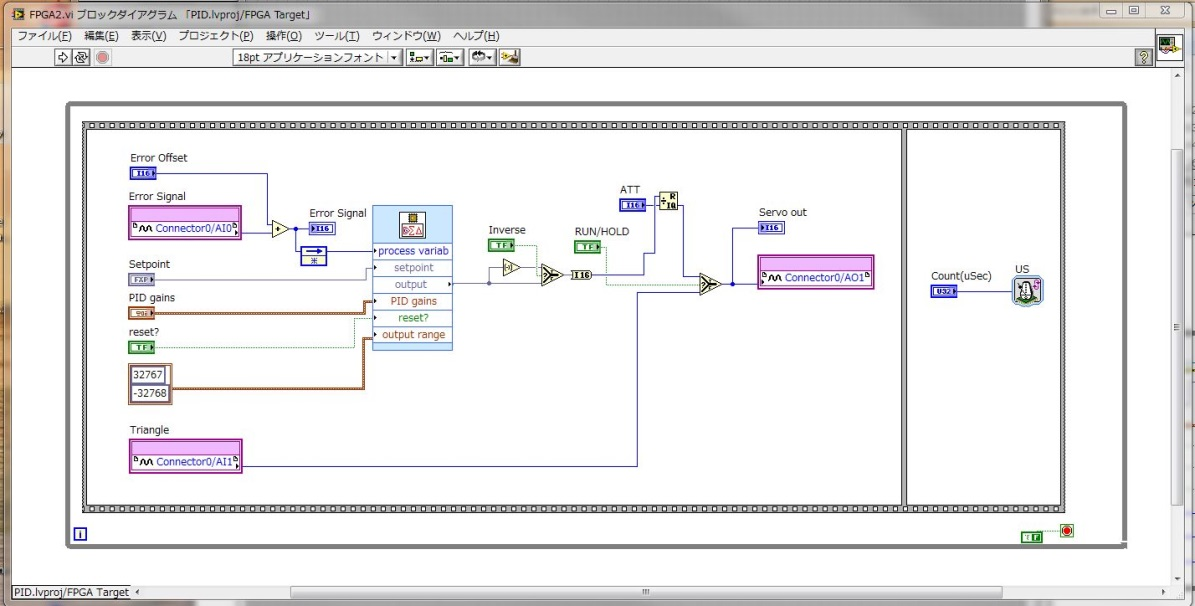 FPGA2.vi ブロックダイアグラム 「PID.lvproj/FPGA Target」
ファイル(F) 編集(E) 表示(V) プロジェクト(P) 操作(O) ツール(T) ウィンドウ(W) ヘルプ(H)
18pt アプリケーションフォント
Error Offset
I16
Error Signal
Connector0/AI0
Error Signal
I16
Setpoint
FXP
PID gains
reset?
TF
32767
-32768
Triangle
Connector0/AI1
process variab
setpoint
output
PID gains
reset?
output range
Inverse
TF
RUN/HOLD
TF
I16
ATT
I16
R
IQ
Servo out
I16
Connector0/AO1
Count(uSec)
U32
US
i
PID.lvproj/FPGA Target